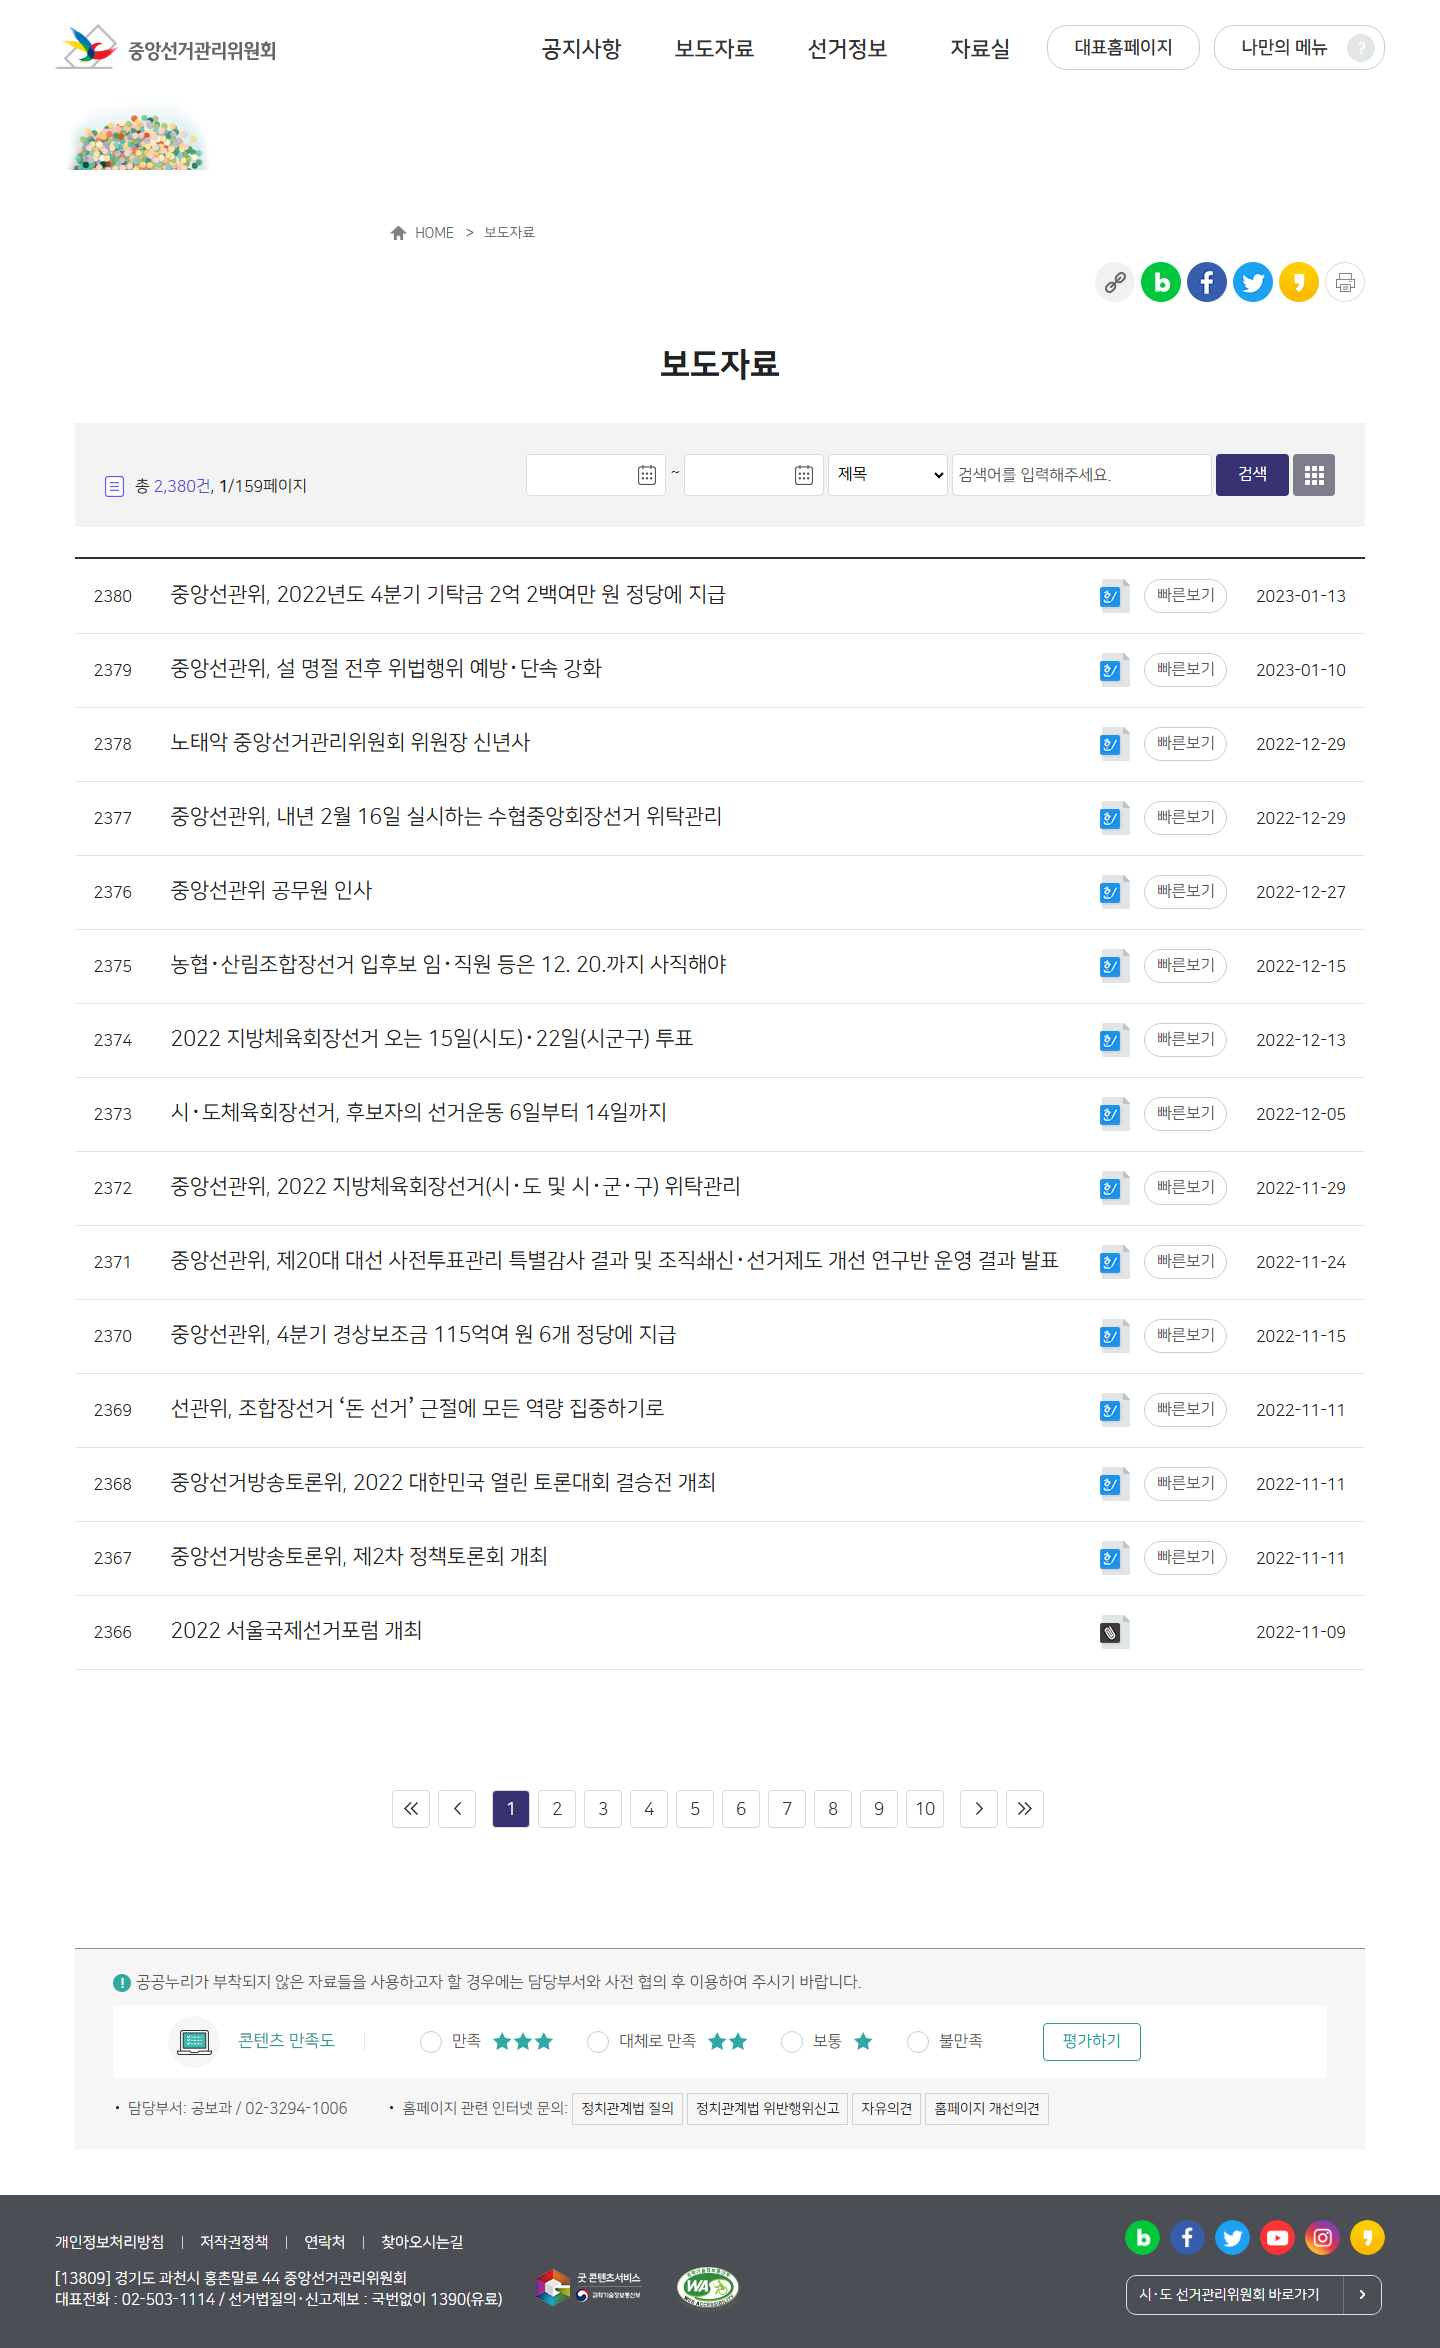 중앙선거관리위원회
공지사항 보도자료 선거정보 자료실 대표홈페이지 나만의 메뉴 ?
HOME > 보도자료
보도자료
총 2,380건, 1/159페이지 ~ 제목 검색어를 입력해주세요. 검색
2380 중앙선관위, 2022년도 4분기 기탁금 2억 2백여만 원 정당에 지급 빠른보기 2023-01-13
2379 중앙선관위, 설 명절 전후 위법행위 예방·단속 강화 빠른보기 2023-01-10
2378 노태악 중앙선거관리위원회 위원장 신년사 빠른보기 2022-12-29
2377 중앙선관위, 내년 2월 16일 실시하는 수협중앙회장선거 위탁관리 빠른보기 2022-12-29
2376 중앙선관위 공무원 인사 빠른보기 2022-12-27
2375 농협·산림조합장선거 입후보 임·직원 등은 12. 20.까지 사직해야 빠른보기 2022-12-15
2374 2022 지방체육회장선거 오는 15일(시도)·22일(시군구) 투표 빠른보기 2022-12-13
2373 시·도체육회장선거, 후보자의 선거운동 6일부터 14일까지 빠른보기 2022-12-05
2372 중앙선관위, 2022 지방체육회장선거(시·도 및 시·군·구) 위탁관리 빠른보기 2022-11-29
2371 중앙선관위, 제20대 대선 사전투표관리 특별감사 결과 및 조직쇄신·선거제도 개선 연구반 운영 결과 발표 빠른보기 2022-11-24
2370 중앙선관위, 4분기 경상보조금 115억여 원 6개 정당에 지급 빠른보기 2022-11-15
2369 선관위, 조합장선거 ‘돈 선거’ 근절에 모든 역량 집중하기로 빠른보기 2022-11-11
2368 중앙선거방송토론위, 2022 대한민국 열린 토론대회 결승전 개최 빠른보기 2022-11-11
2367 중앙선거방송토론위, 제2차 정책토론회 개최 빠른보기 2022-11-11
2366 2022 서울국제선거포럼 개최 2022-11-09
1 2 3 4 5 6 7 8 9 10
공공누리가 부착되지 않은 자료들을 사용하고자 할 경우에는 담당부서와 사전 협의 후 이용하여 주시기 바랍니다.
콘텐츠 만족도 만족 ★★★ 대체로 만족 ★★ 보통 ★ 불만족 평가하기
· 담당부서: 공보과 / 02-3294-1006 · 홈페이지 관련 인터넷 문의: 정치관계법 질의 정치관계법 위반행위신고 자유의견 홈페이지 개선의견
개인정보처리방침 | 저작권정책 | 연락처 | 찾아오시는길
[13809] 경기도 과천시 홍촌말로 44 중앙선거관리위원회
대표전화 : 02-503-1114 / 선거법질의·신고제보 : 국번없이 1390(유료)
굿 콘텐츠서비스
과학기술정보통신부
WA
시·도 선거관리위원회 바로가기